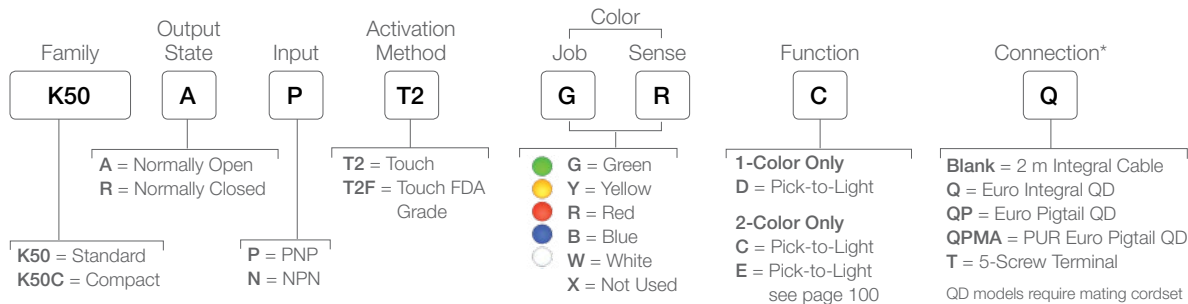 Family
Output State
Input
Activation Method
Color
Job
Sense
Function
Connection*
K50
A
P
T2
G
R
C
Q
K50 = Standard
K50C = Compact
A = Normally Open
R = Normally Closed
P = PNP
N = NPN
T2 = Touch
T2F = Touch FDA
Grade
G = Green
Y = Yellow
R = Red
B = Blue
W = White
X = Not Used
1-Color Only
D = Pick-to-Light
2-Color Only
C = Pick-to-Light
E = Pick-to-Light
see page 100
Blank = 2 m Integral Cable
Q = Euro Integral QD
QP = Euro Pigtail QD
QPMA = PUR Euro Pigtail QD
T = 5-Screw Terminal
QD models require mating cordset